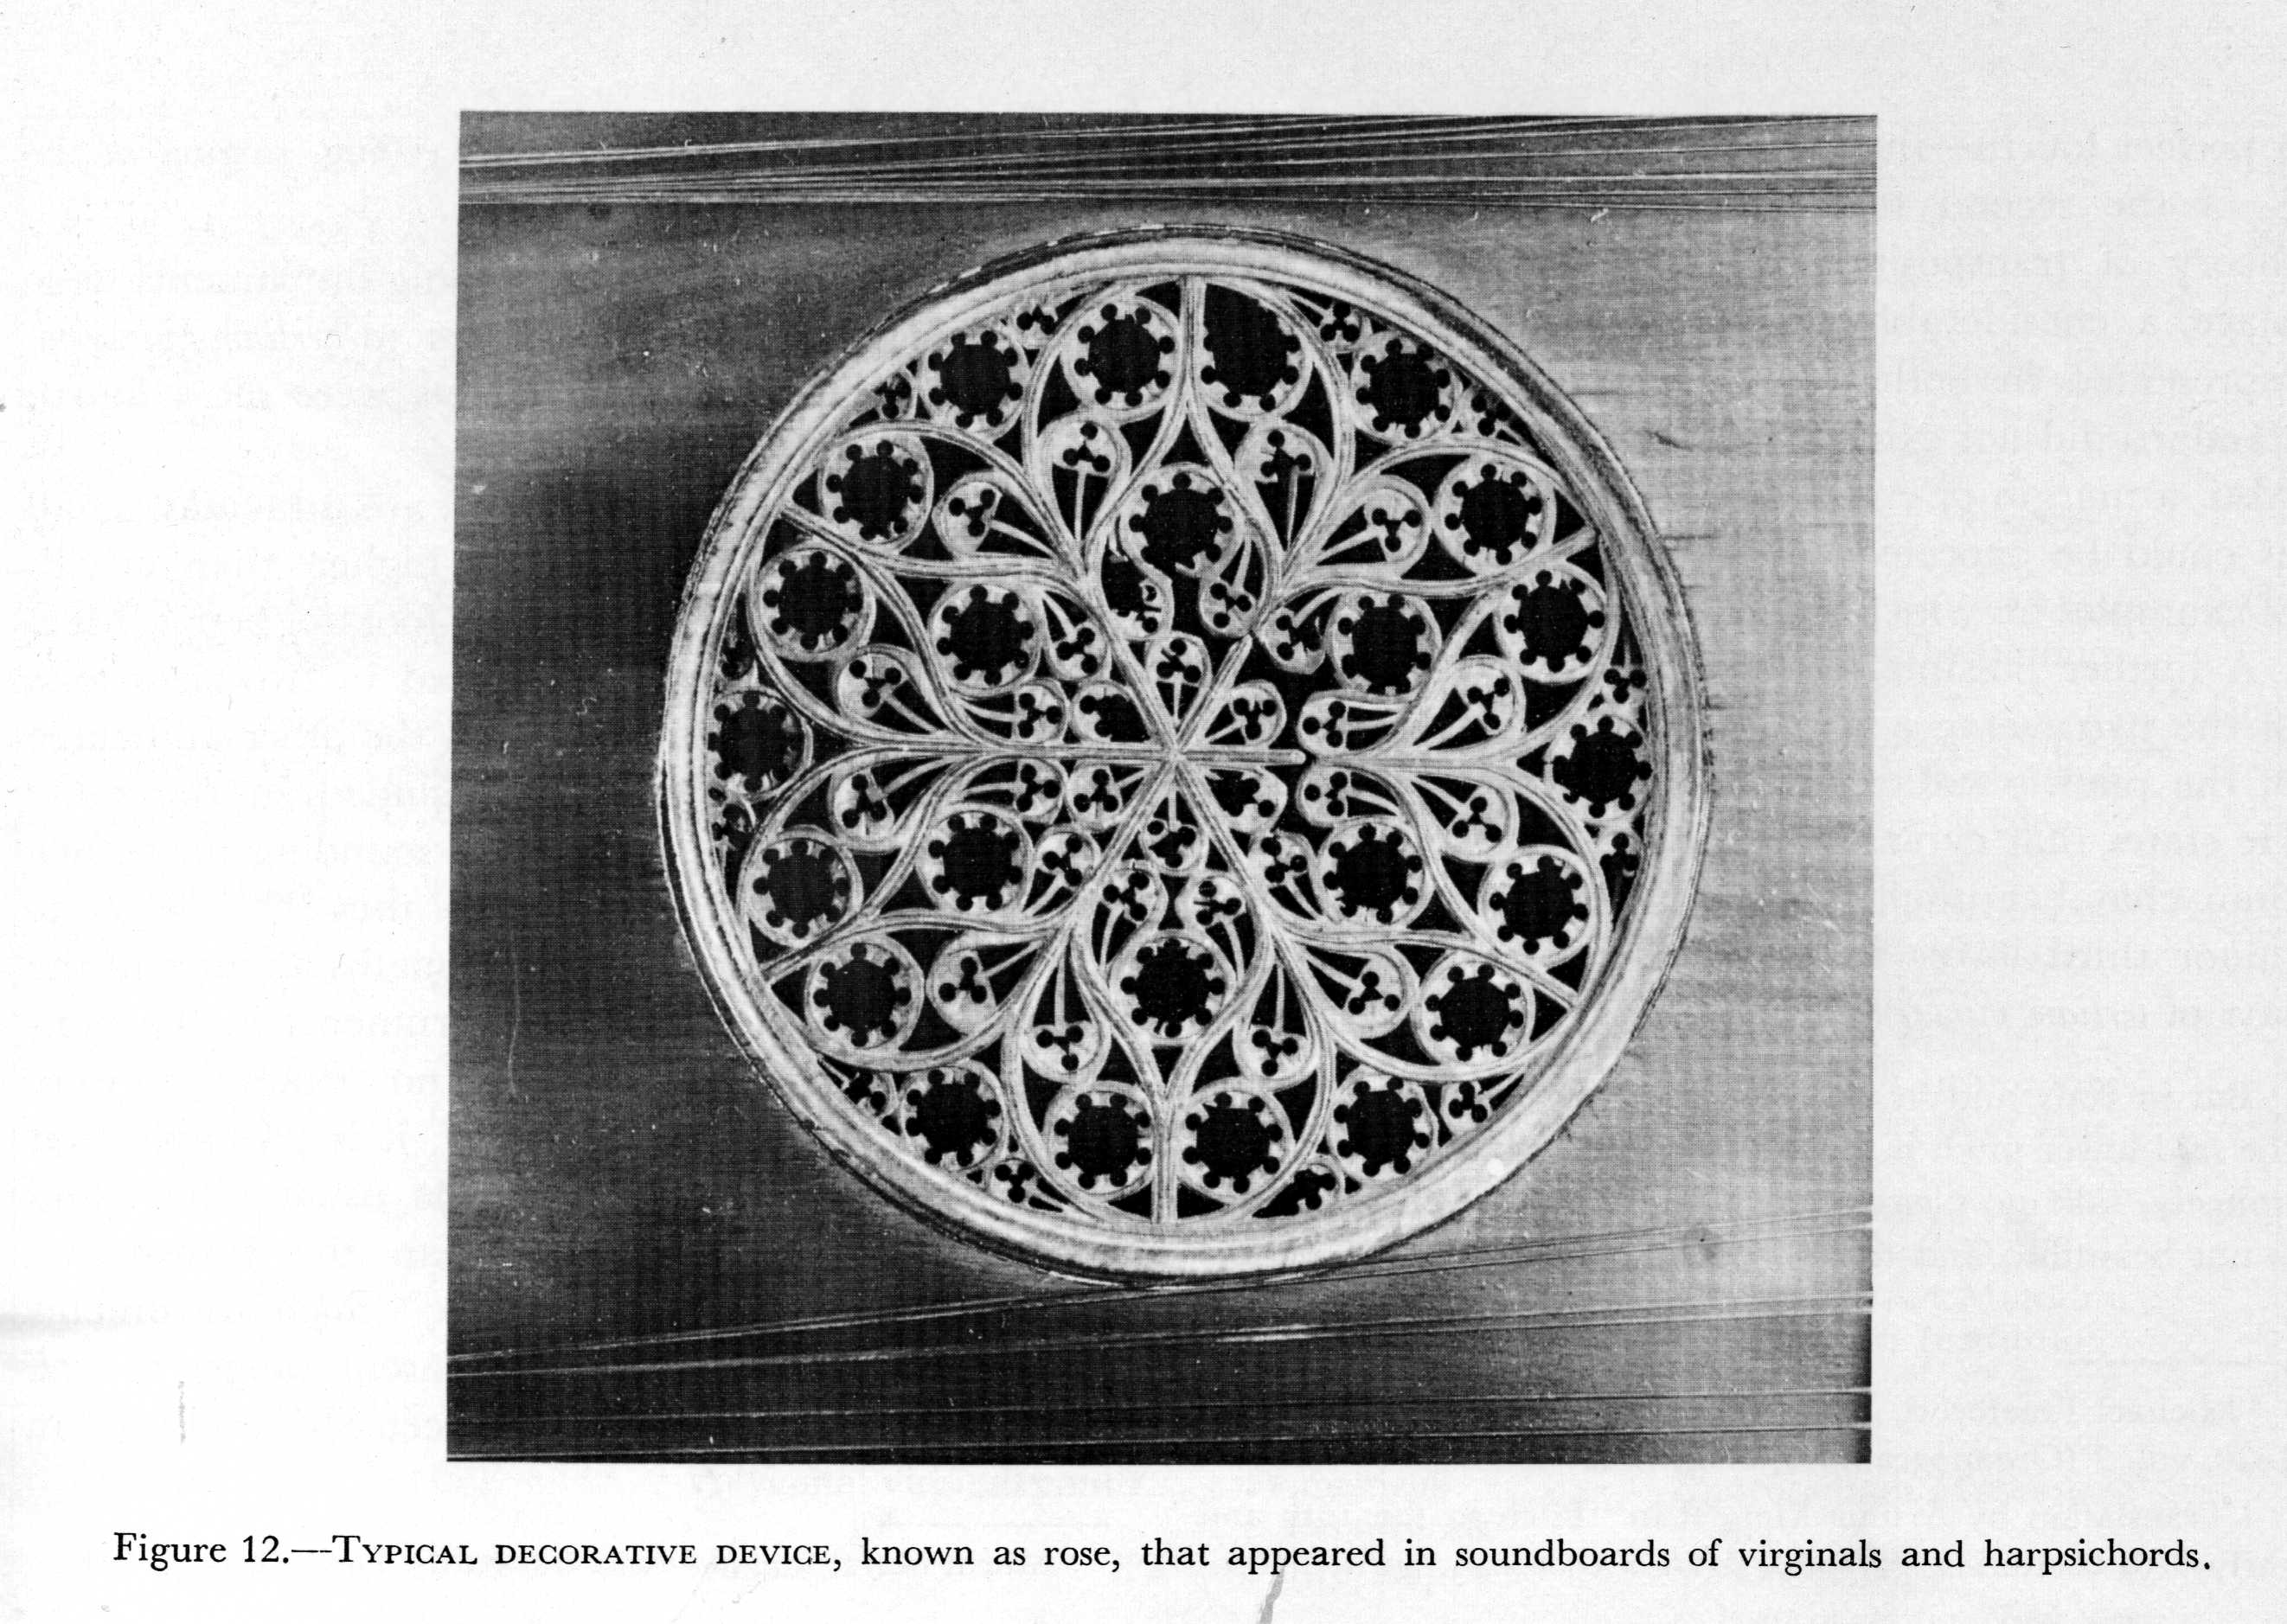 Figure 12.—TYPICAL DECORATIVE DEVICE, known as rose, that appeared in soundboards of virginals and harpsichords.